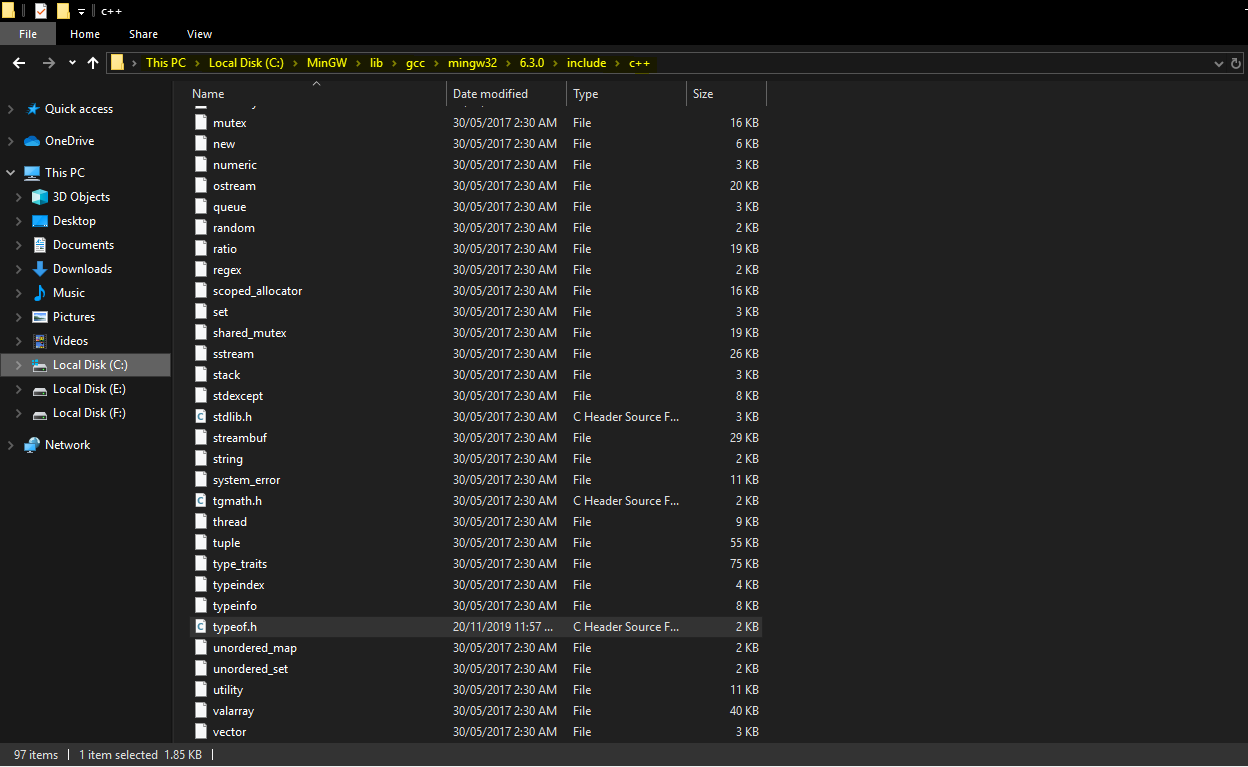 c++
File Home Share View
This PC > Local Disk (C:) > MinGW > lib > gcc > mingw32 > 6.3.0 > include > c++
Quick access
OneDrive
This PC
3D Objects
Desktop
Documents
Downloads
Music
Pictures
Videos
Local Disk (C:)
Local Disk (E:)
Local Disk (F:)
Network
Name Date modified Type Size
mutex 30/05/2017 2:30 AM File 16 KB
new 30/05/2017 2:30 AM File 6 KB
numeric 30/05/2017 2:30 AM File 3 KB
ostream 30/05/2017 2:30 AM File 20 KB
queue 30/05/2017 2:30 AM File 3 KB
random 30/05/2017 2:30 AM File 2 KB
ratio 30/05/2017 2:30 AM File 19 KB
regex 30/05/2017 2:30 AM File 2 KB
scoped_allocator 30/05/2017 2:30 AM File 16 KB
set 30/05/2017 2:30 AM File 3 KB
shared_mutex 30/05/2017 2:30 AM File 19 KB
sstream 30/05/2017 2:30 AM File 26 KB
stack 30/05/2017 2:30 AM File 3 KB
stdexcept 30/05/2017 2:30 AM File 8 KB
stdlib.h 30/05/2017 2:30 AM C Header Source F... 3 KB
streambuf 30/05/2017 2:30 AM File 29 KB
string 30/05/2017 2:30 AM File 2 KB
system_error 30/05/2017 2:30 AM File 11 KB
tgmath.h 30/05/2017 2:30 AM C Header Source F... 2 KB
thread 30/05/2017 2:30 AM File 9 KB
tuple 30/05/2017 2:30 AM File 55 KB
type_traits 30/05/2017 2:30 AM File 75 KB
typeindex 30/05/2017 2:30 AM File 4 KB
typeinfo 30/05/2017 2:30 AM File 8 KB
typeof.h 20/11/2019 11:57 ... C Header Source F... 2 KB
unordered_map 30/05/2017 2:30 AM File 2 KB
unordered_set 30/05/2017 2:30 AM File 2 KB
utility 30/05/2017 2:30 AM File 11 KB
valarray 30/05/2017 2:30 AM File 40 KB
vector 30/05/2017 2:30 AM File 3 KB
97 items | 1 item selected 1.85 KB |